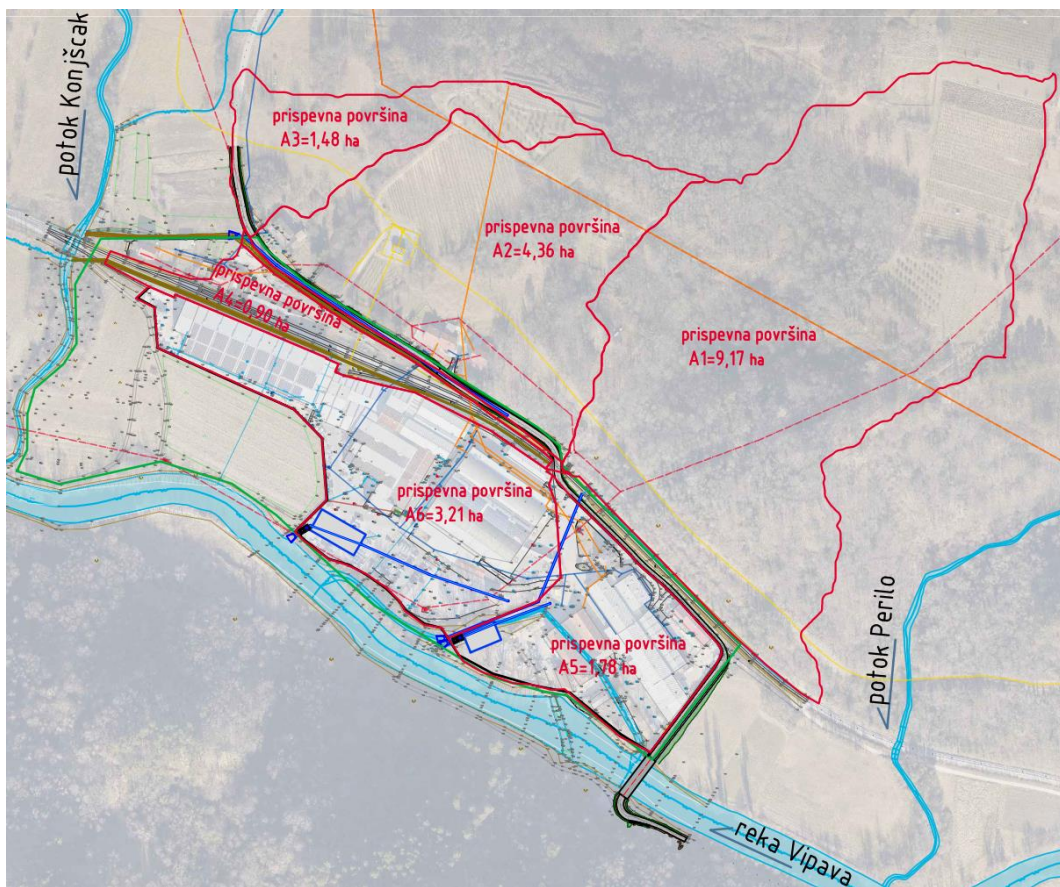 potok Konjščak
prispevna površina
A3=1,48 ha
prispevna površina
A2=4,36 ha
prispevna površina
A4=0,90 ha
prispevna površina
A1=9,17 ha
prispevna površina
A6=3,21 ha
prispevna površina
A5=1,78 ha
potok Perilo
reka Vipava